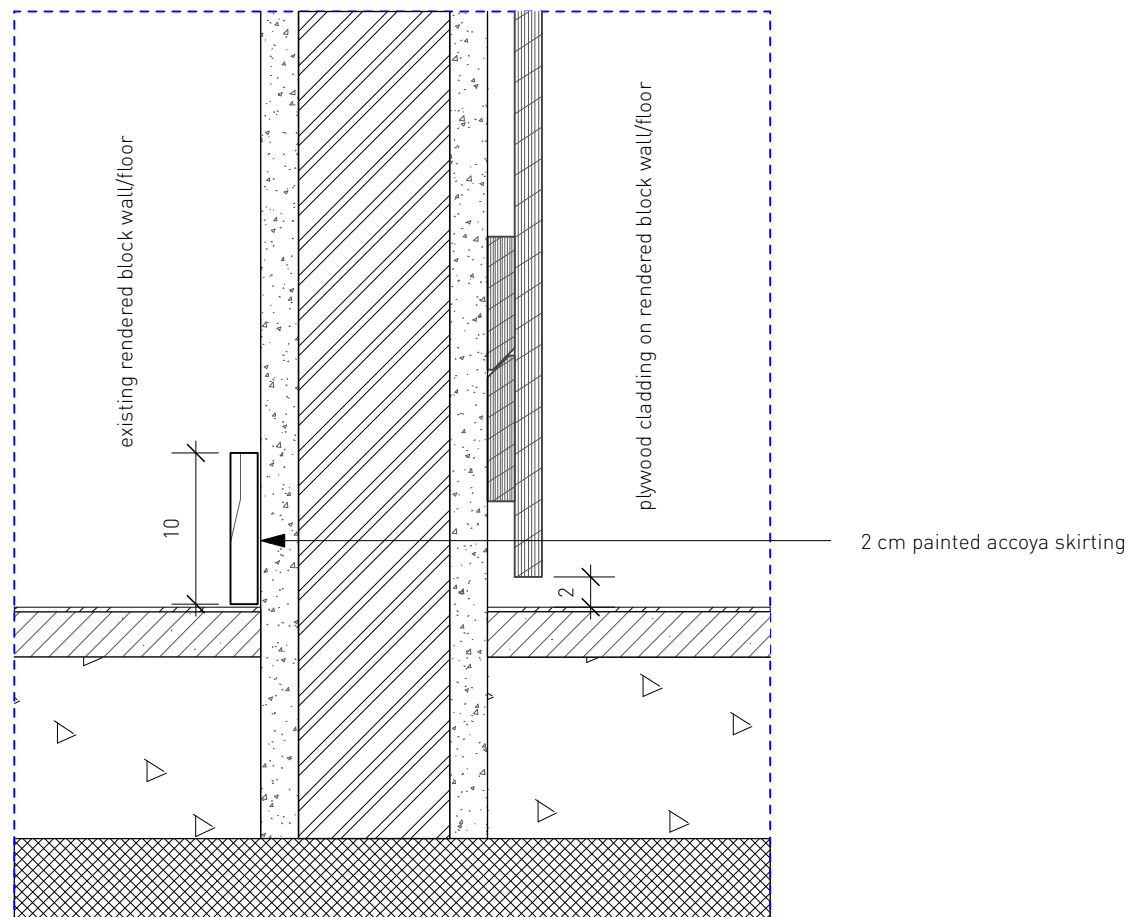 existing rendered block wall/floor
plywood cladding on rendered block wall/floor
10
2
2 cm painted accoya skirting